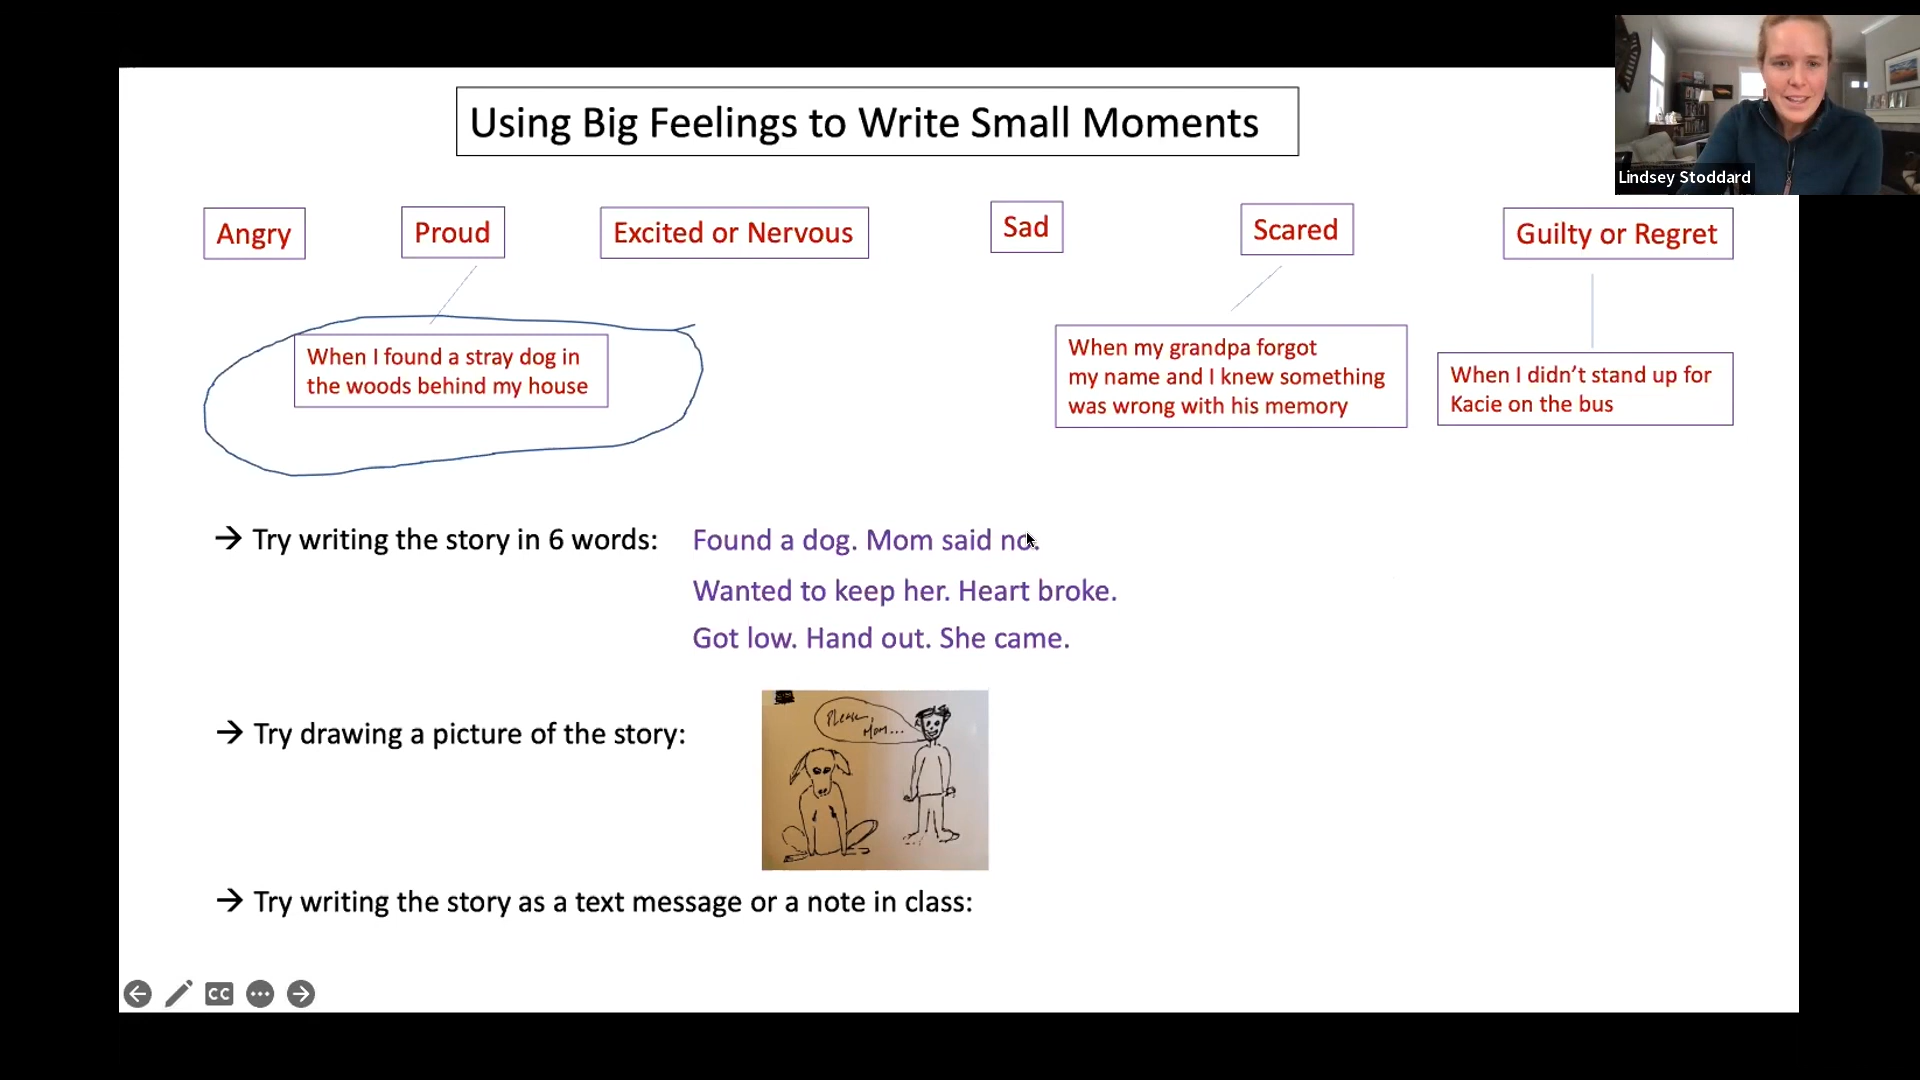 Using Big Feelings to Write Small Moments
Lindsey Stoddard
Angry
Proud
Excited or Nervous
Sad
Scared
Guilty or Regret
When I found a stray dog in
the woods behind my house
When my grandpa forgot
my name and I knew something
was wrong with his memory
When I didn’t stand up for
Kacie on the bus
→ Try writing the story in 6 words:
Found a dog. Mom said no.
Wanted to keep her. Heart broke.
Got low. Hand out. She came.
→ Try drawing a picture of the story:
Please,
Mom...
→ Try writing the story as a text message or a note in class:
CC